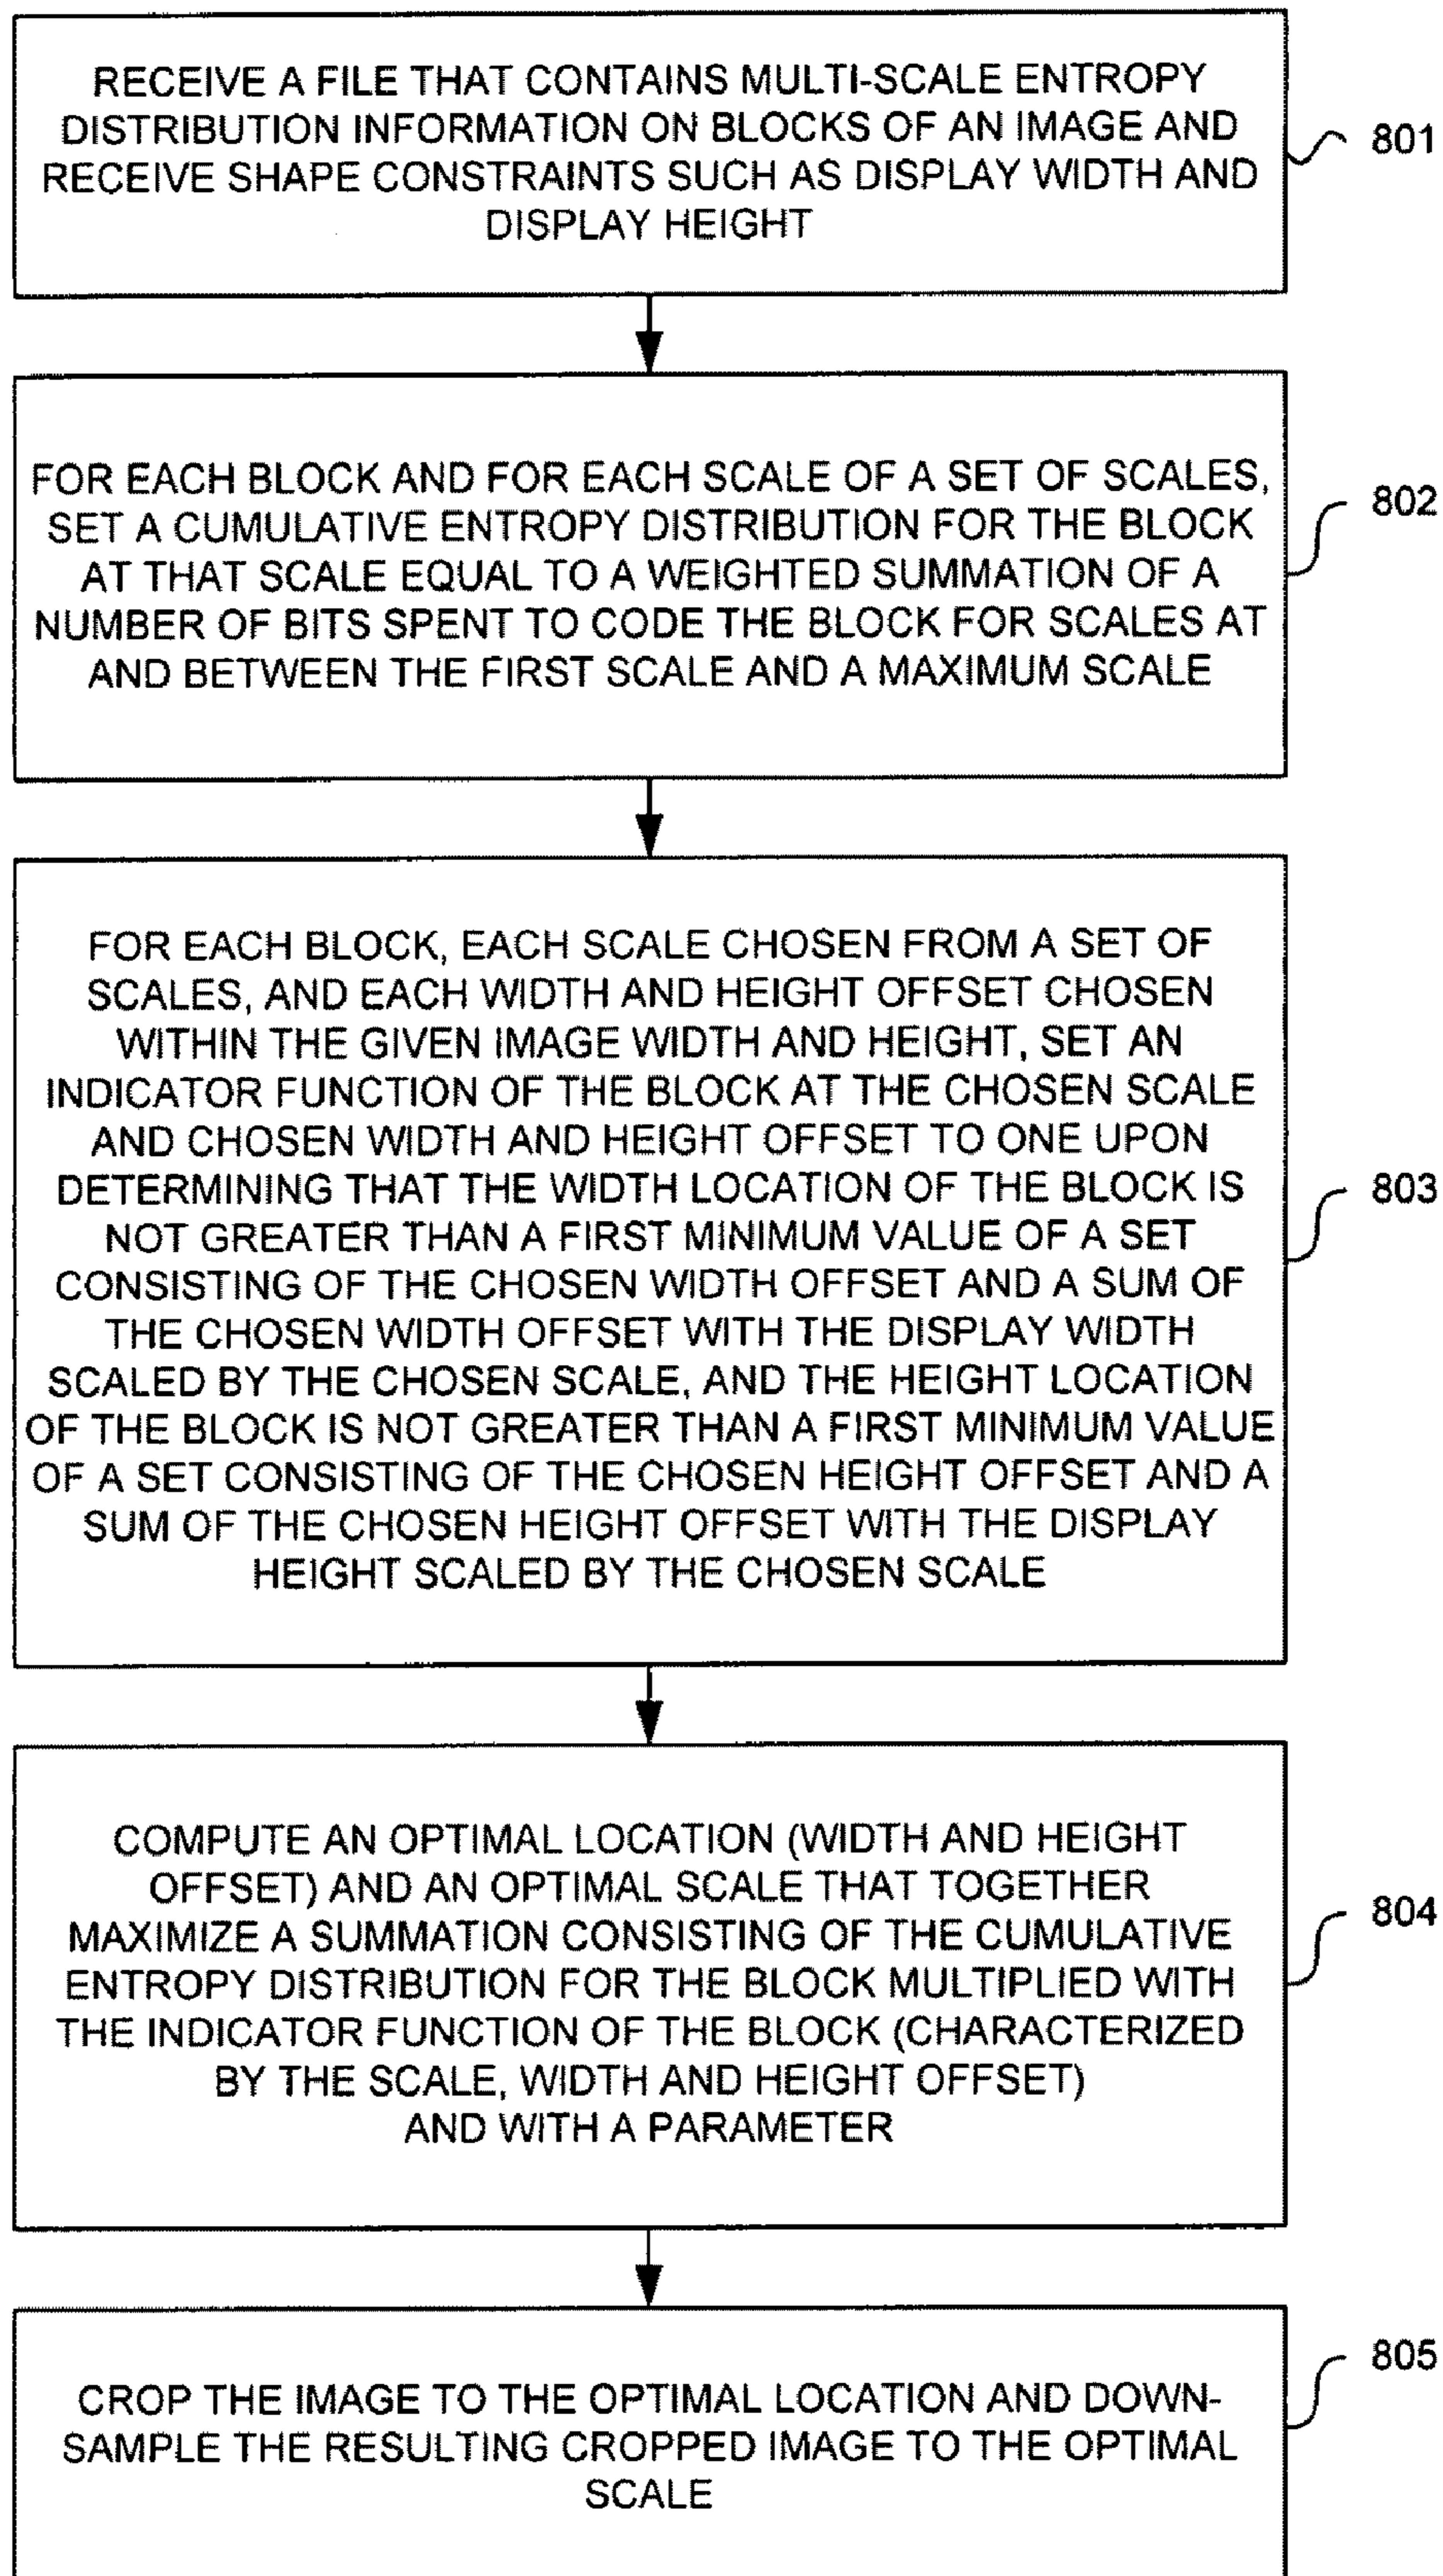 RECEIVE A FILE THAT CONTAINS MULTI-SCALE ENTROPY
DISTRIBUTION INFORMATION ON BLOCKS OF AN IMAGE AND
RECEIVE SHAPE CONSTRAINTS SUCH AS DISPLAY WIDTH AND
DISPLAY HEIGHT
801
FOR EACH BLOCK AND FOR EACH SCALE OF A SET OF SCALES,
SET A CUMULATIVE ENTROPY DISTRIBUTION FOR THE BLOCK
AT THAT SCALE EQUAL TO A WEIGHTED SUMMATION OF A
NUMBER OF BITS SPENT TO CODE THE BLOCK FOR SCALES AT
AND BETWEEN THE FIRST SCALE AND A MAXIMUM SCALE
802
FOR EACH BLOCK, EACH SCALE CHOSEN FROM A SET OF
SCALES, AND EACH WIDTH AND HEIGHT OFFSET CHOSEN
WITHIN THE GIVEN IMAGE WIDTH AND HEIGHT, SET AN
INDICATOR FUNCTION OF THE BLOCK AT THE CHOSEN SCALE
AND CHOSEN WIDTH AND HEIGHT OFFSET TO ONE UPON
DETERMINING THAT THE WIDTH LOCATION OF THE BLOCK IS
NOT GREATER THAN A FIRST MINIMUM VALUE OF A SET
CONSISTING OF THE CHOSEN WIDTH OFFSET AND A SUM OF
THE CHOSEN WIDTH OFFSET WITH THE DISPLAY WIDTH
SCALED BY THE CHOSEN SCALE, AND THE HEIGHT LOCATION
OF THE BLOCK IS NOT GREATER THAN A FIRST MINIMUM VALUE
OF A SET CONSISTING OF THE CHOSEN HEIGHT OFFSET AND A
SUM OF THE CHOSEN HEIGHT OFFSET WITH THE DISPLAY
HEIGHT SCALED BY THE CHOSEN SCALE
803
COMPUTE AN OPTIMAL LOCATION (WIDTH AND HEIGHT
OFFSET) AND AN OPTIMAL SCALE THAT TOGETHER
MAXIMIZE A SUMMATION CONSISTING OF THE CUMULATIVE
ENTROPY DISTRIBUTION FOR THE BLOCK MULTIPLIED WITH
THE INDICATOR FUNCTION OF THE BLOCK (CHARACTERIZED
BY THE SCALE, WIDTH AND HEIGHT OFFSET)
AND WITH A PARAMETER
804
CROP THE IMAGE TO THE OPTIMAL LOCATION AND DOWN-
SAMPLE THE RESULTING CROPPED IMAGE TO THE OPTIMAL
SCALE
805